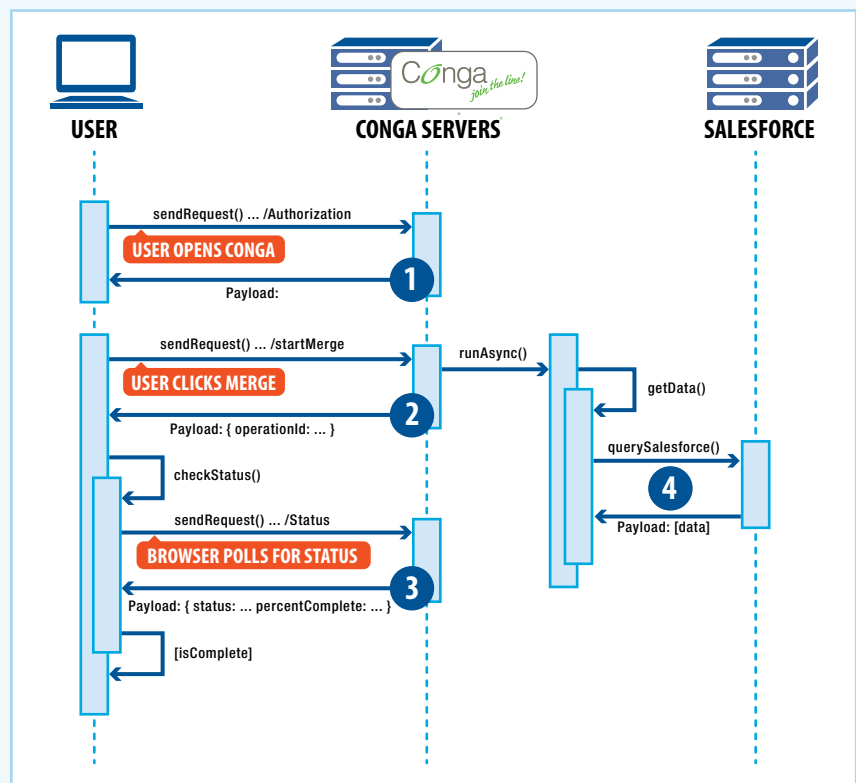 Conga
join the line!
USER
CONGA SERVERS
SALESFORCE
sendRequest() ... /Authorization
USER OPENS CONGA
1
Payload:
sendRequest() ... /startMerge
runAsync()
USER CLICKS MERGE
getData()
2
Payload: { operationId: ... }
querySalesforce()
checkStatus()
4
sendRequest() ... /Status
Payload: [data]
BROWSER POLLS FOR STATUS
3
Payload: { status: ... percentComplete: ... }
[isComplete]